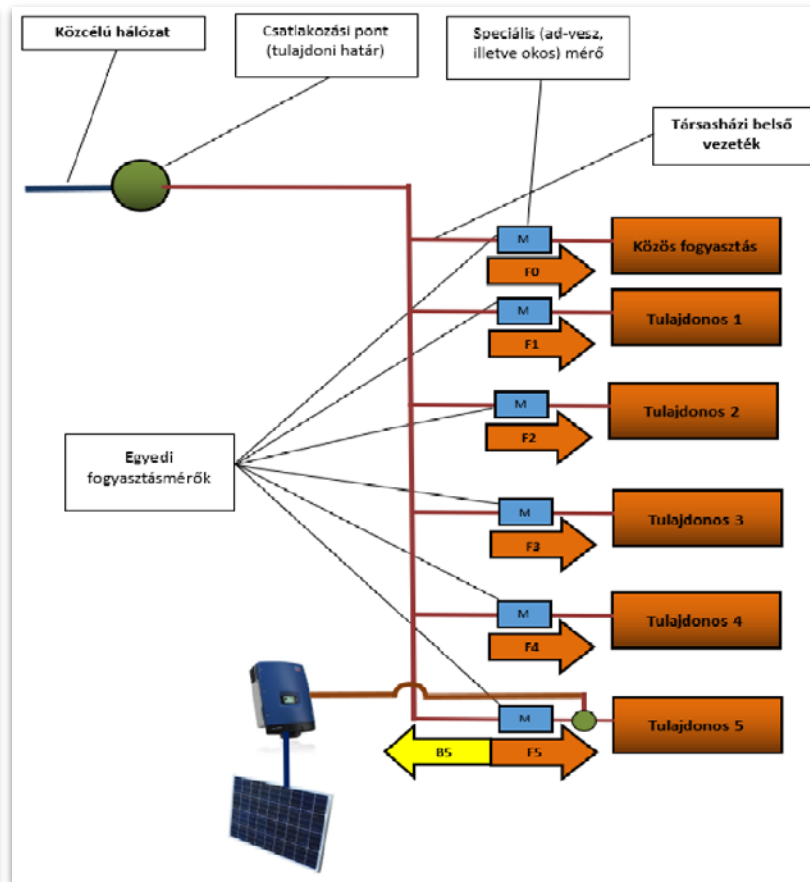 Közcélú hálózat
Csatlakozási pont
(tulajdoni határ)
Speciális (ad-vesz,
illetve okos) mérő
Társasházi belső
vezeték
M
Közös fogyasztás
F0
M
Tulajdonos 1
F1
M
Tulajdonos 2
F2
Egyedi
fogyasztásmérők
M
Tulajdonos 3
F3
M
Tulajdonos 4
F4
M
Tulajdonos 5
B5
F5